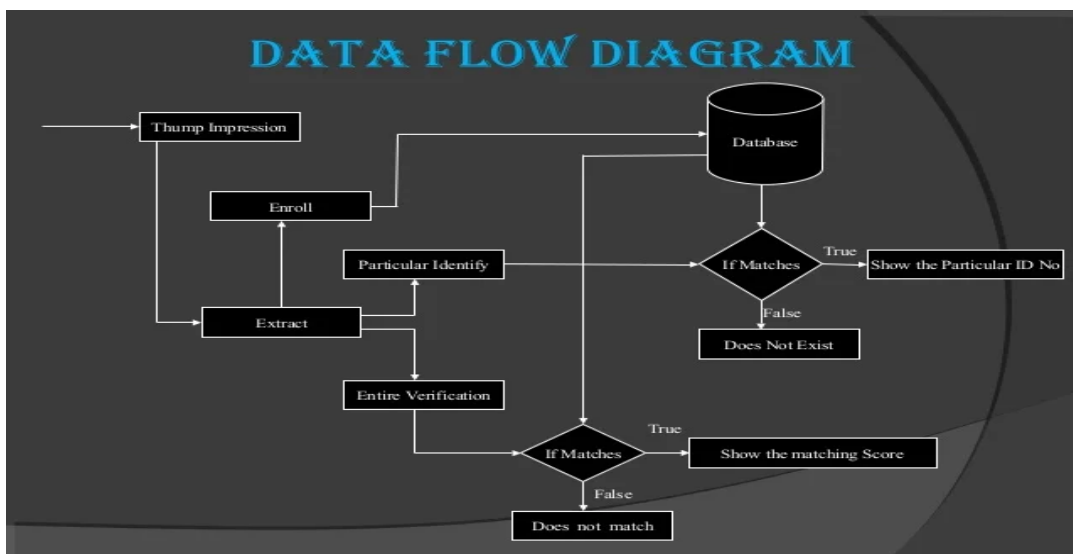 DATA FLOW DIAGRAM
Thump Impression
Database
Enroll
Particular Identify
If Matches
True
Show the Particular ID No
False
Extract
Does Not Exist
Entire Verification
True
If Matches
Show the matching Score
False
Does not match